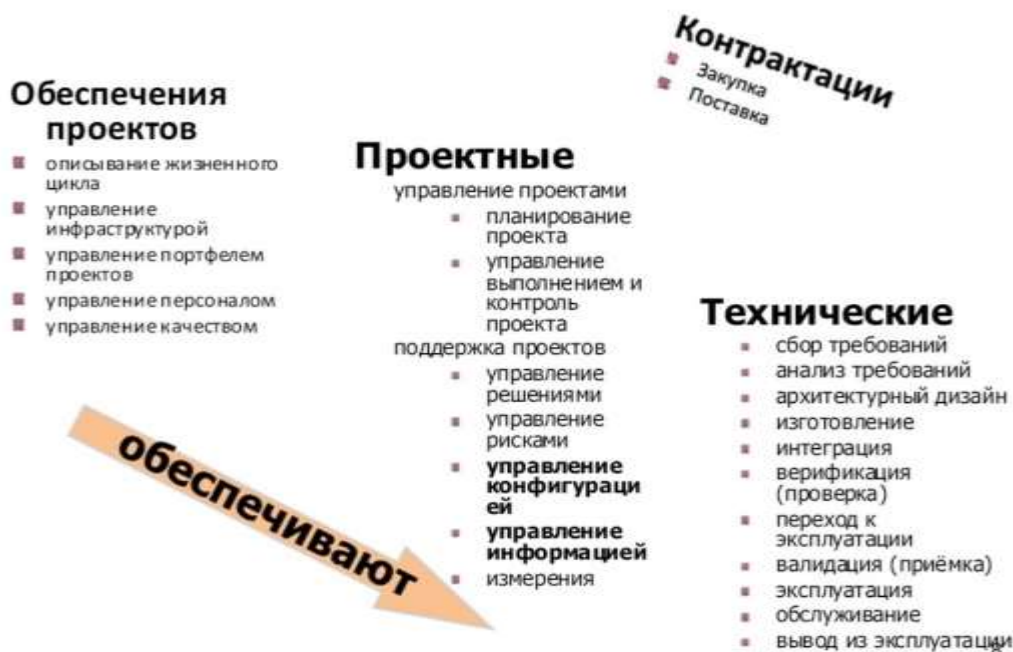 Контрактации
Закупка
Поставка
Обеспечения
проектов
описывание жизненного
цикла
управление
инфраструктурой
управление портфелем
проектов
управление персоналом
управление качеством
Проектные
управление проектами
планирование
проекта
управление
выполнением и
контроль
проекта
поддержка проектов
управление
решениями
управление
рисками
управление
конфигураци
ей
управление
информацией
измерения
обеспечивают
Технические
сбор требований
анализ требований
архитектурный дизайн
изготовление
интеграция
верификация
(проверка)
переход к
эксплуатации
валидация (приёмка)
эксплуатация
обслуживание
вывод из эксплуатации